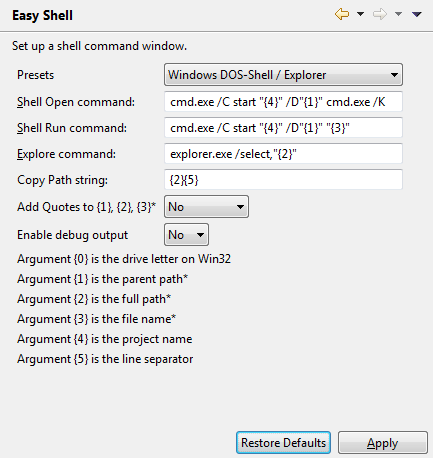 Easy Shell
Set up a shell command window.
Presets Windows DOS-Shell / Explorer
Shell Open command: cmd.exe /C start "{4}" /D"{1}" cmd.exe /K
Shell Run command: cmd.exe /C start "{4}" /D"{1}" "{3}"
Explore command: explorer.exe /select,"{2}"
Copy Path string: {2}{5}
Add Quotes to {1}, {2}, {3}* No
Enable debug output No
Argument {0} is the drive letter on Win32
Argument {1} is the parent path*
Argument {2} is the full path*
Argument {3} is the file name*
Argument {4} is the project name
Argument {5} is the line separator
Restore Defaults Apply